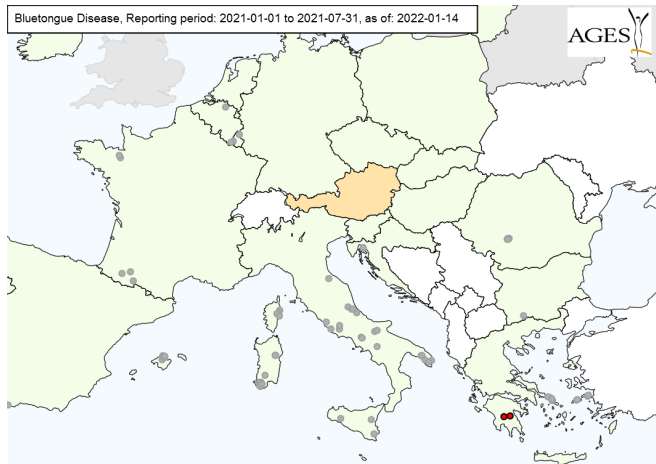 Bluetongue Disease, Reporting period: 2021-01-01 to 2021-07-31, as of: 2022-01-14
AGES